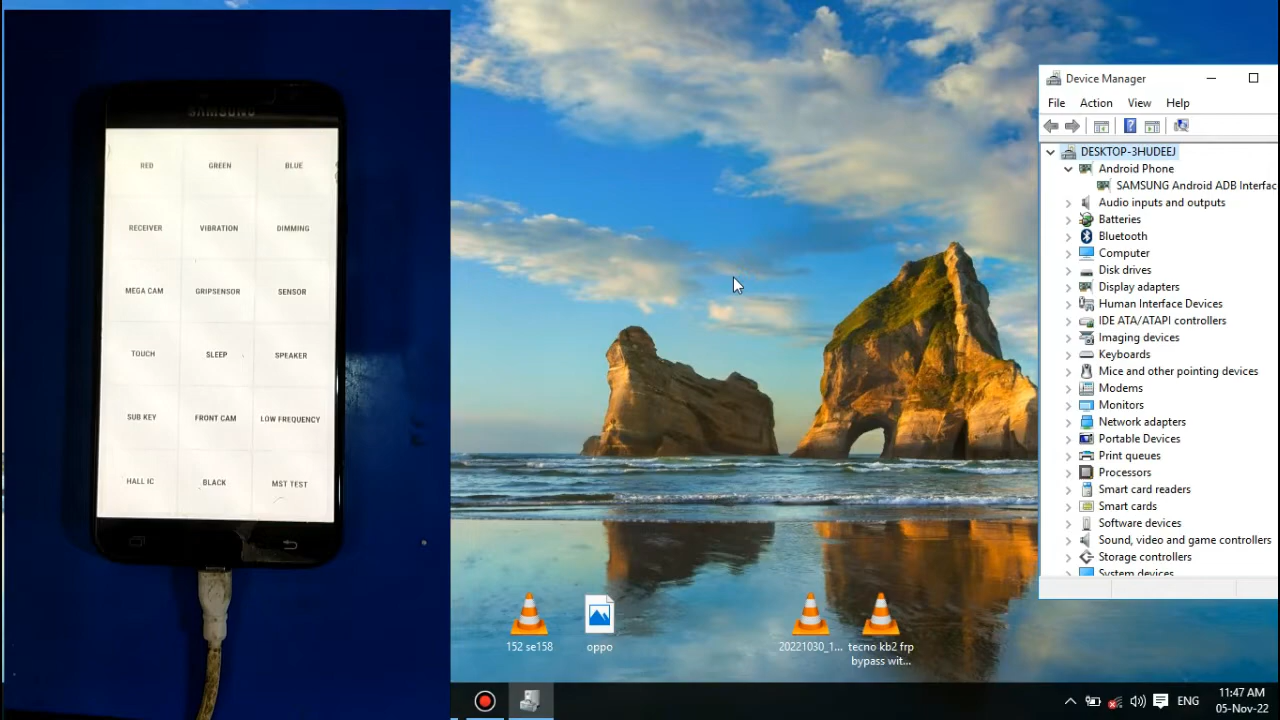 SAMSUNG
RED
GREEN
BLUE
RECEIVER
VIBRATION
DIMMING
MEGA CAM
GRIPSENSOR
SENSOR
TOUCH
SLEEP
SPEAKER
SUB KEY
FRONT CAM
LOW FREQUENCY
HALL IC
BLACK
MST TEST
152 se158
oppo
20221030_1...
tecno kb2 frp
bypass wit...
Device Manager
File Action View Help
DESKTOP-3HUDEEJ
Android Phone
SAMSUNG Android ADB Interfac
Audio inputs and outputs
Batteries
Bluetooth
Computer
Disk drives
Display adapters
Human Interface Devices
IDE ATA/ATAPI controllers
Imaging devices
Keyboards
Mice and other pointing devices
Modems
Monitors
Network adapters
Portable Devices
Print queues
Processors
Smart card readers
Smart cards
Software devices
Sound, video and game controllers
Storage controllers
System devices
ENG
11:47 AM
05-Nov-22